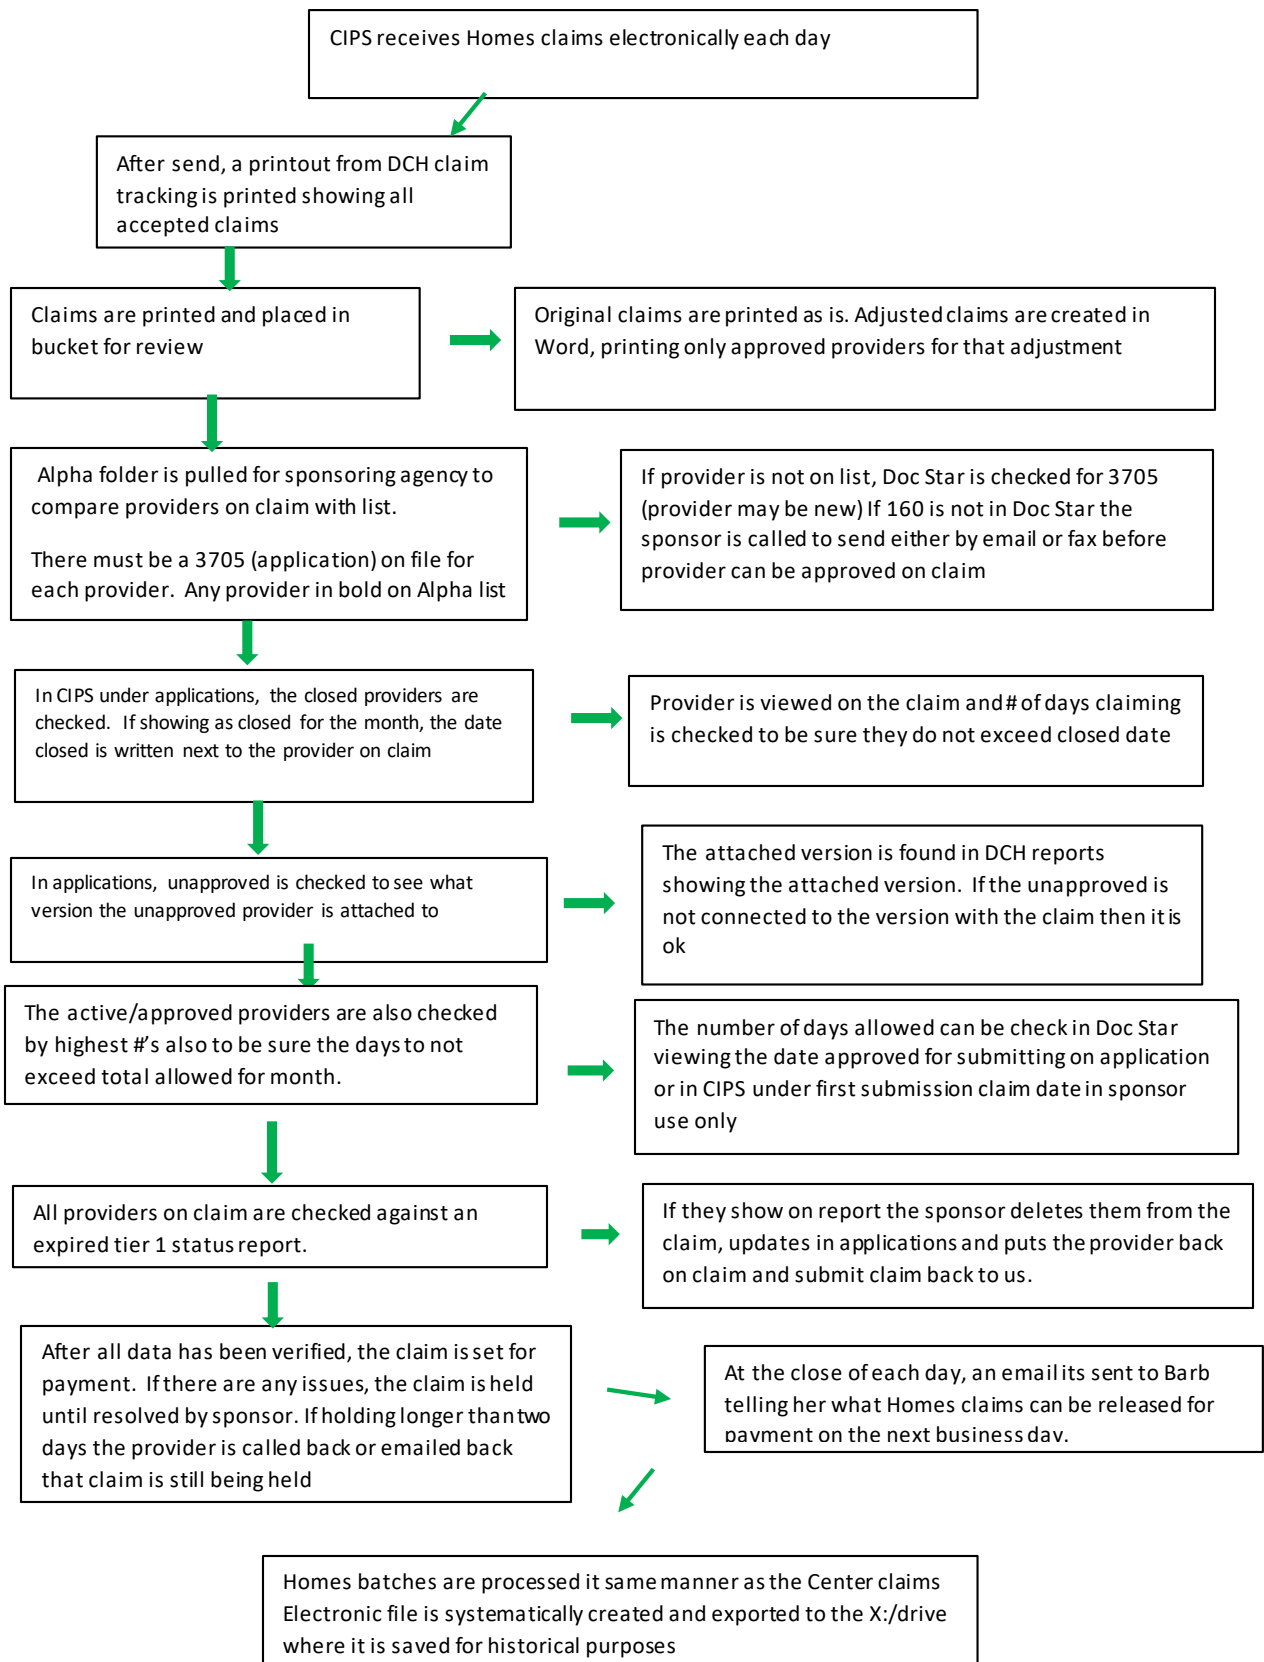 CIPS receives Homes claims electronically each day
After send, a printout from DCH claim
tracking is printed showing all
accepted claims
Claims are printed and placed in
bucket for review
Original claims are printed as is. Adjusted claims are created in
Word, printing only approved providers for that adjustment
Alpha folder is pulled for sponsoring agency to
compare providers on claim with list.
There must be a 3705 (application) on file for
each provider. Any provider in bold on Alpha list
If provider is not on list, Doc Star is checked for 3705
(provider may be new) If 160 is not in Doc Star the
sponsor is called to send either by email or fax before
provider can be approved on claim
In CIPS under applications, the closed providers are
checked. If showing as closed for the month, the date
closed is written next to the provider on claim
Provider is viewed on the claim and # of days claiming
is checked to be sure they do not exceed closed date
In applications, unapproved is checked to see what
version the unapproved provider is attached to
The attached version is found in DCH reports
showing the attached version. If the unapproved is
not connected to the version with the claim then it is
ok
The active/approved providers are also checked
by highest #'s also to be sure the days to not
exceed total allowed for month.
The number of days allowed can be check in Doc Star
viewing the date approved for submitting on application
or in CIPS under first submission claim date in sponsor
use only
All providers on claim are checked against an
expired tier 1 status report.
If they show on report the sponsor deletes them from the
claim, updates in applications and puts the provider back
on claim and submit claim back to us.
After all data has been verified, the claim is set for
payment. If there are any issues, the claim is held
until resolved by sponsor. If holding longer than two
days the provider is called back or emailed back
that claim is still being held
At the close of each day, an email its sent to Barb
telling her what Homes claims can be released for
payment on the next business day.
Homes batches are processed it same manner as the Center claims
Electronic file is systematically created and exported to the X:/drive
where it is saved for historical purposes